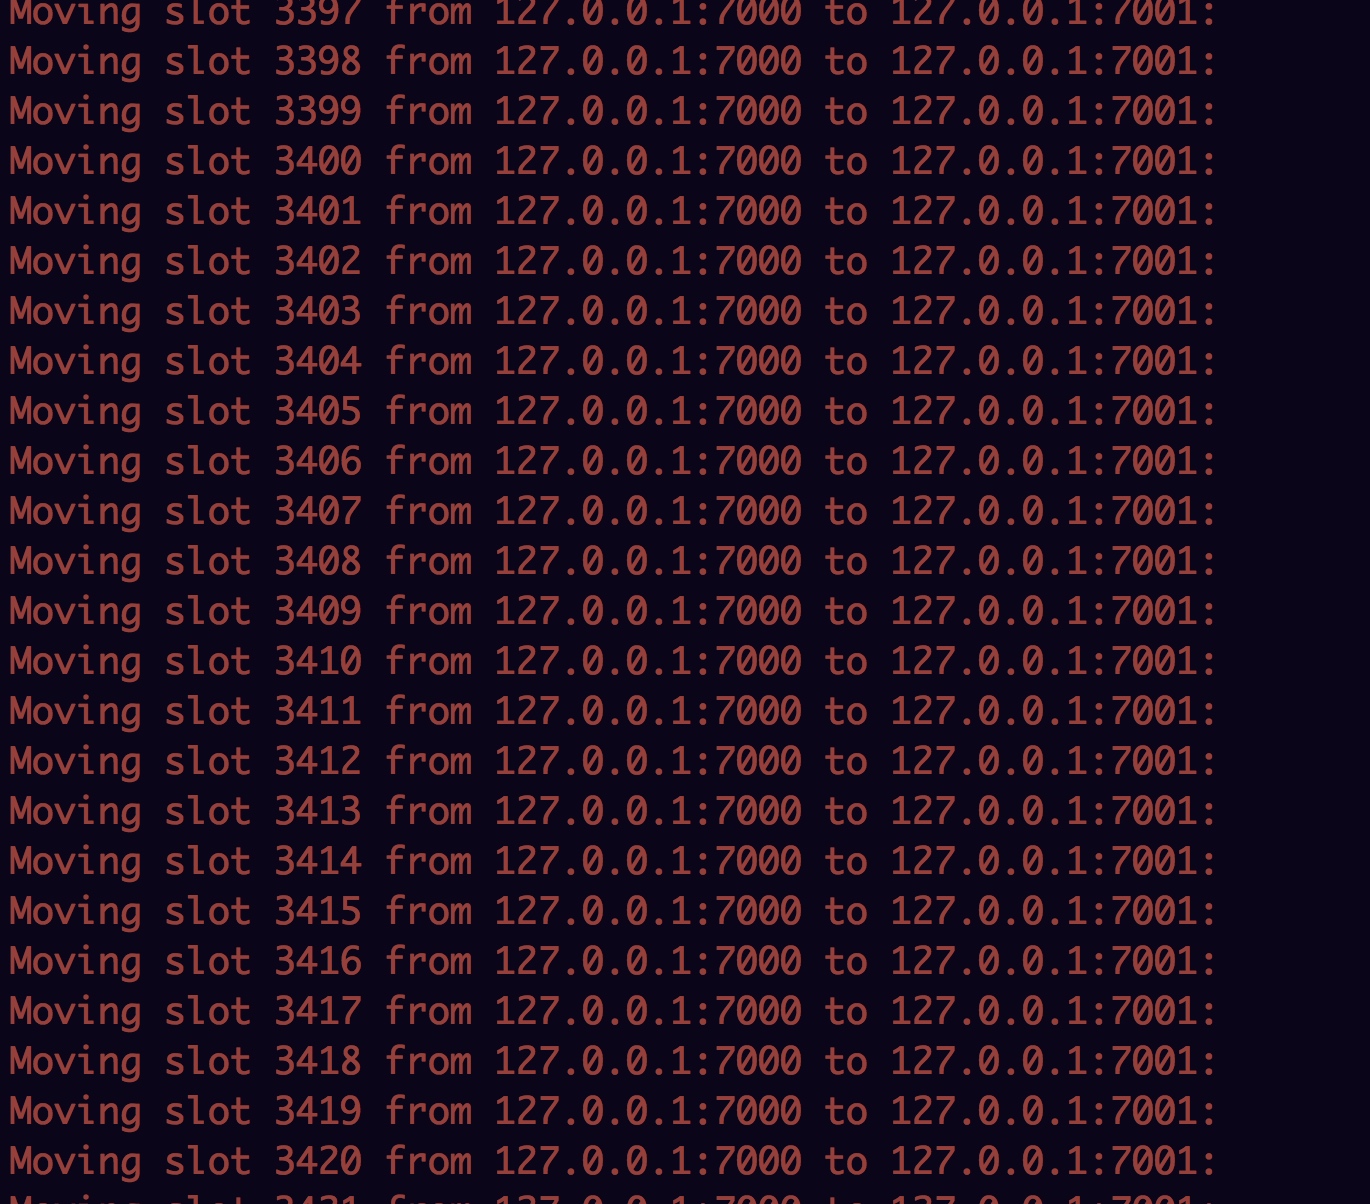 Moving slot 3397 from 127.0.0.1:7000 to 127.0.0.1:7001:
Moving slot 3398 from 127.0.0.1:7000 to 127.0.0.1:7001:
Moving slot 3399 from 127.0.0.1:7000 to 127.0.0.1:7001:
Moving slot 3400 from 127.0.0.1:7000 to 127.0.0.1:7001:
Moving slot 3401 from 127.0.0.1:7000 to 127.0.0.1:7001:
Moving slot 3402 from 127.0.0.1:7000 to 127.0.0.1:7001:
Moving slot 3403 from 127.0.0.1:7000 to 127.0.0.1:7001:
Moving slot 3404 from 127.0.0.1:7000 to 127.0.0.1:7001:
Moving slot 3405 from 127.0.0.1:7000 to 127.0.0.1:7001:
Moving slot 3406 from 127.0.0.1:7000 to 127.0.0.1:7001:
Moving slot 3407 from 127.0.0.1:7000 to 127.0.0.1:7001:
Moving slot 3408 from 127.0.0.1:7000 to 127.0.0.1:7001:
Moving slot 3409 from 127.0.0.1:7000 to 127.0.0.1:7001:
Moving slot 3410 from 127.0.0.1:7000 to 127.0.0.1:7001:
Moving slot 3411 from 127.0.0.1:7000 to 127.0.0.1:7001:
Moving slot 3412 from 127.0.0.1:7000 to 127.0.0.1:7001:
Moving slot 3413 from 127.0.0.1:7000 to 127.0.0.1:7001:
Moving slot 3414 from 127.0.0.1:7000 to 127.0.0.1:7001:
Moving slot 3415 from 127.0.0.1:7000 to 127.0.0.1:7001:
Moving slot 3416 from 127.0.0.1:7000 to 127.0.0.1:7001:
Moving slot 3417 from 127.0.0.1:7000 to 127.0.0.1:7001:
Moving slot 3418 from 127.0.0.1:7000 to 127.0.0.1:7001:
Moving slot 3419 from 127.0.0.1:7000 to 127.0.0.1:7001:
Moving slot 3420 from 127.0.0.1:7000 to 127.0.0.1:7001: